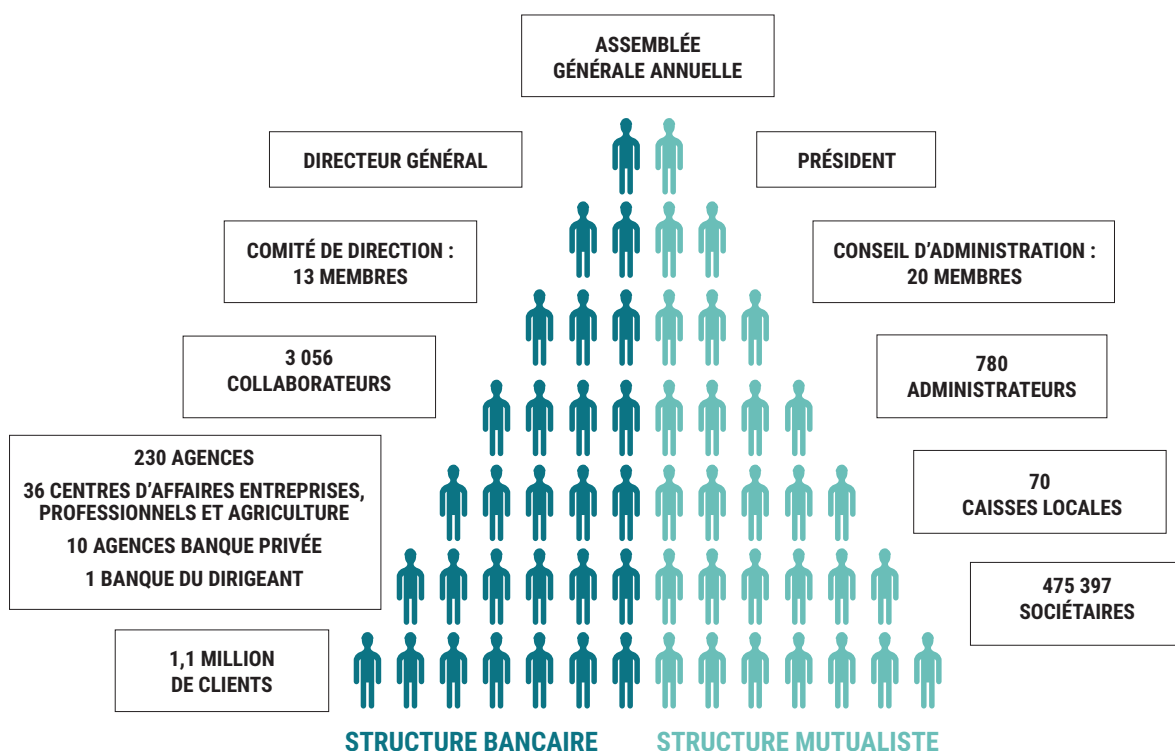 ASSEMBLÉE
GÉNÉRALE ANNUELLE
DIRECTEUR GÉNÉRAL
PRÉSIDENT
COMITÉ DE DIRECTION :
13 MEMBRES
CONSEIL D'ADMINISTRATION :
20 MEMBRES
3 056
COLLABORATEURS
780
ADMINISTRATEURS
230 AGENCES
36 CENTRES D'AFFAIRES ENTREPRISES,
PROFESSIONNELS ET AGRICULTURE
10 AGENCES BANQUE PRIVÉE
1 BANQUE DU DIRIGEANT
70
CAISSES LOCALES
475 397
SOCIÉTAIRES
1,1 MILLION
DE CLIENTS
STRUCTURE BANCAIRE
STRUCTURE MUTUALISTE